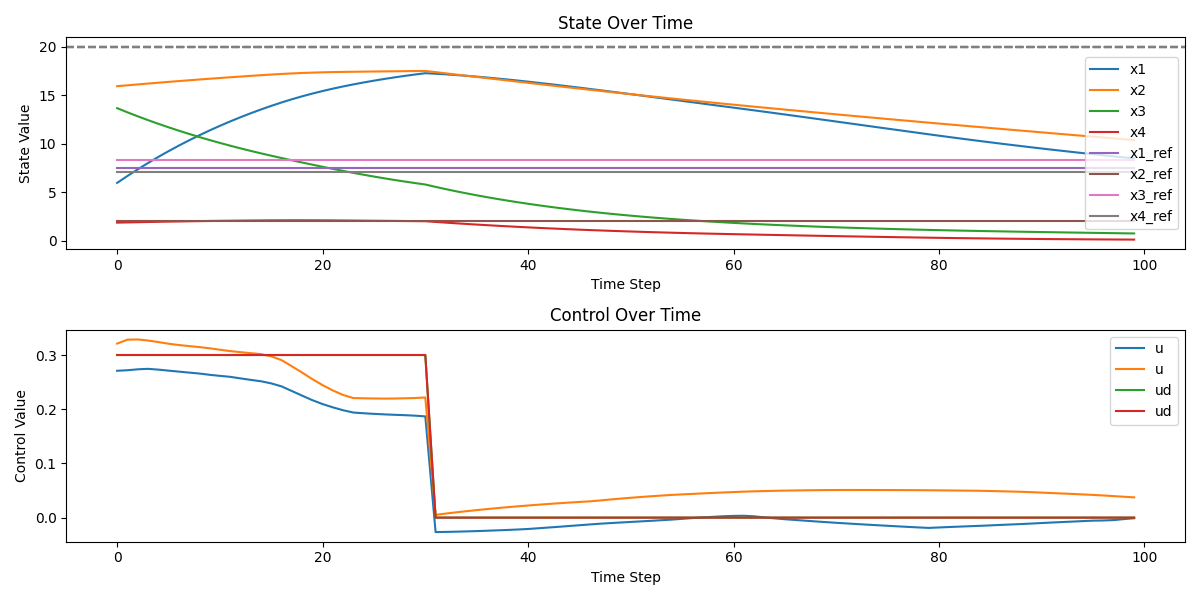 State Over Time
State Value
20
15
10
5
0
x1
x2
x3
x4
x1_ref
x2_ref
x3_ref
x4_ref
0
20
40
60
80
100
Time Step
Control Over Time
Control Value
0.3
0.2
0.1
0.0
u
u
ud
ud
0
20
40
60
80
100
Time Step